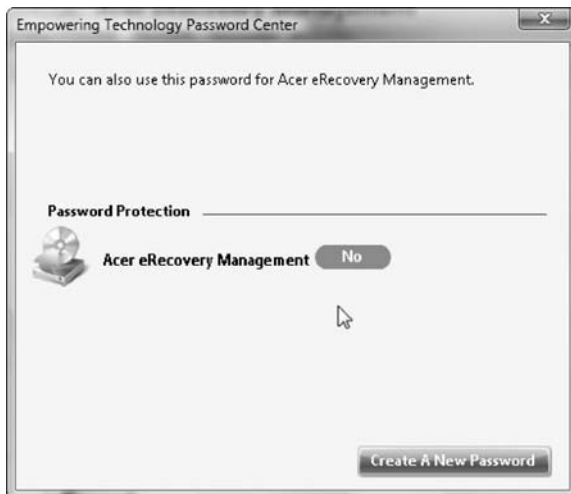 Empowering Technology Password Center
You can also use this password for Acer eRecovery Management.
Password Protection
Acer eRecovery Management No
Create A New Password